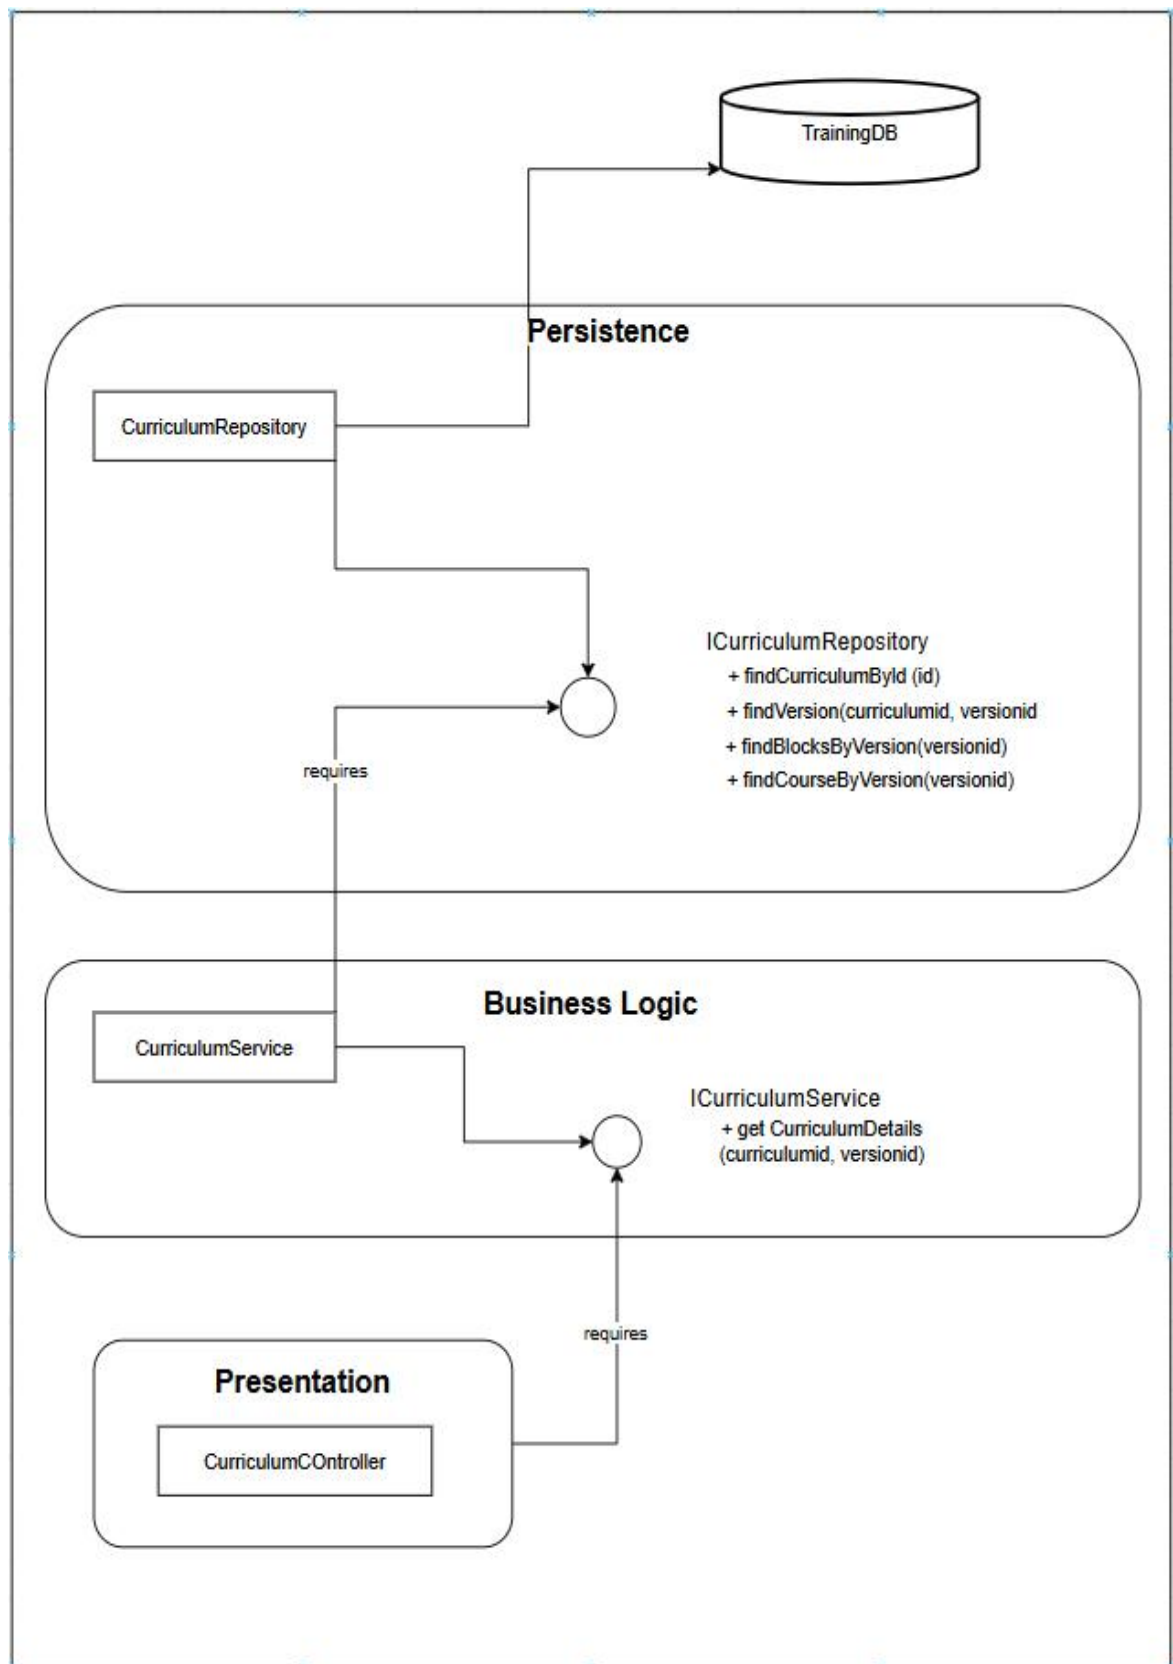 TrainingDB
Persistence
CurriculumRepository
ICurriculumRepository
+ findCurriculumById (id)
+ findVersion(curriculumid, versionid
+ findBlocksByVersion(versionid)
+ findCourseByVersion(versionid)
requires
Business Logic
CurriculumService
ICurriculumService
+ get CurriculumDetails
(curriculumid, versionid)
requires
Presentation
CurriculumCOntroller